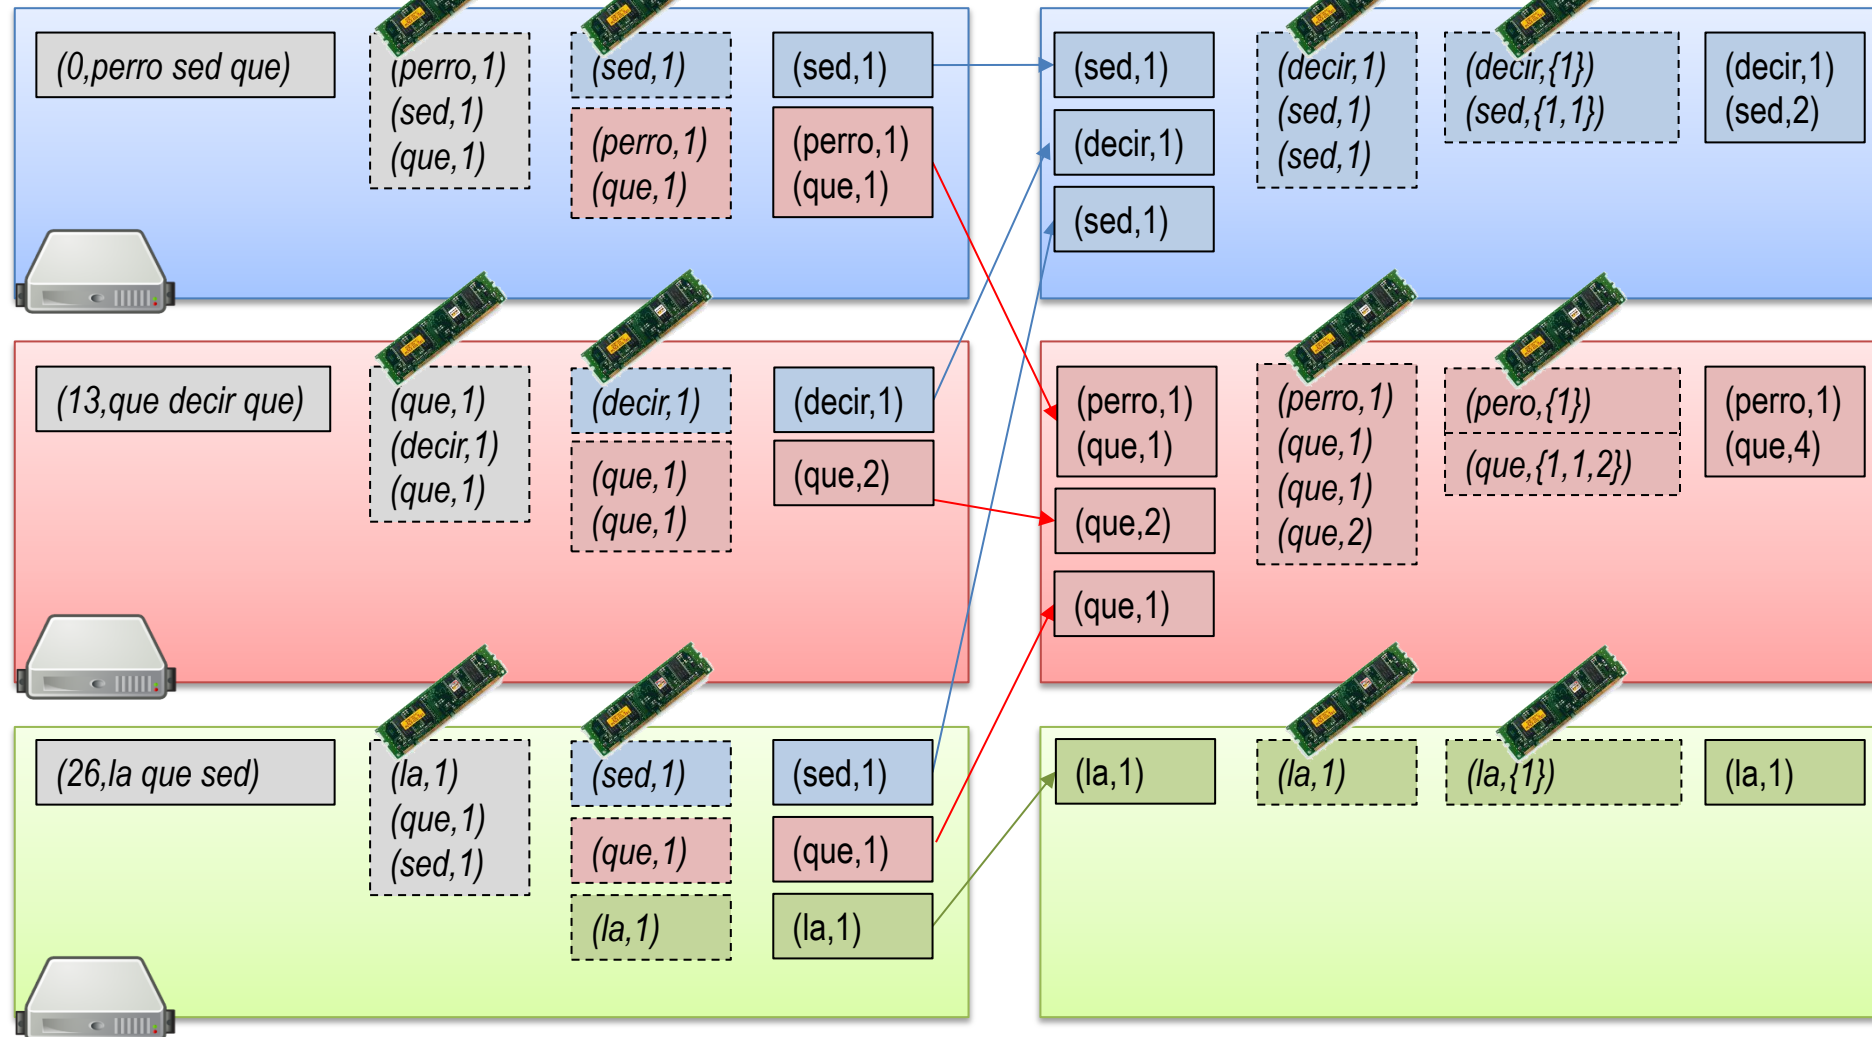 (0,perro sed que)
(perro,1)
(sed,1)
(que,1)
(sed,1)
(perro,1)
(que,1)
(sed,1)
(perro,1)
(que,1)
(sed,1)
(decir,1)
(sed,1)
(decir,1)
(sed,1)
(sed,1)
(decir,{1})
(sed,{1,1})
(decir,1)
(sed,2)
(13,que decir que)
(que,1)
(decir,1)
(que,1)
(decir,1)
(que,1)
(que,1)
(decir,1)
(que,2)
(perro,1)
(que,1)
(que,2)
(que,1)
(perro,1)
(que,1)
(que,1)
(que,2)
(pero,{1})
(que,{1,1,2})
(perro,1)
(que,4)
(26,la que sed)
(la,1)
(que,1)
(sed,1)
(sed,1)
(que,1)
(la,1)
(sed,1)
(que,1)
(la,1)
(la,1)
(la,1)
(la,{1})
(la,1)